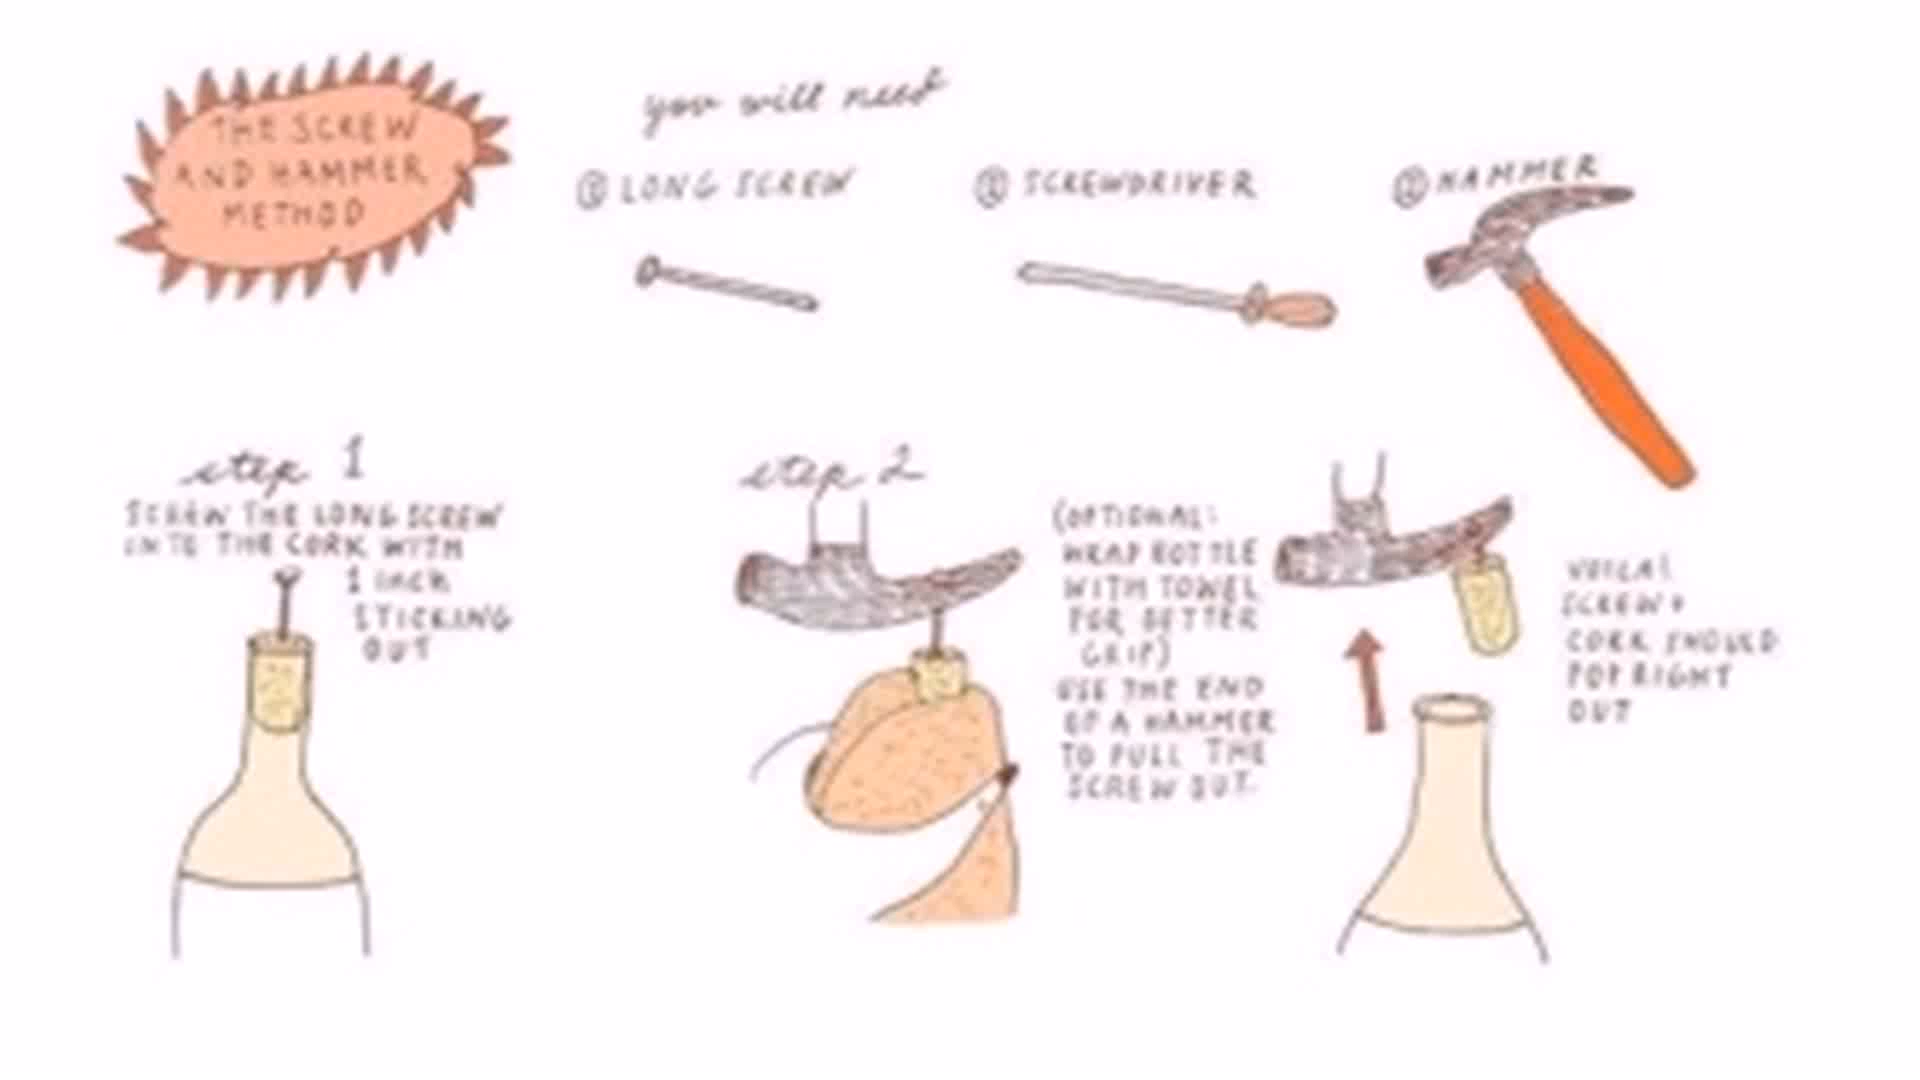 THE SCREW
AND HAMMER
METHOD
you will need
① LONG SCREW
① SCREWDRIVER
① HAMMER
step 1
SCREW THE LONG SCREW
INTO THE CORK WITH
1 inch
STICKING
OUT
step 2
(OPTIONAL:
WRAP BOTTLE
WITH TOWEL
FOR BETTER
GRIP)
USE THE END
OF A HAMMER
TO PULL THE
SCREW OUT.
VOILA!
SCREW +
CORK SHOULD
POP RIGHT
OUT